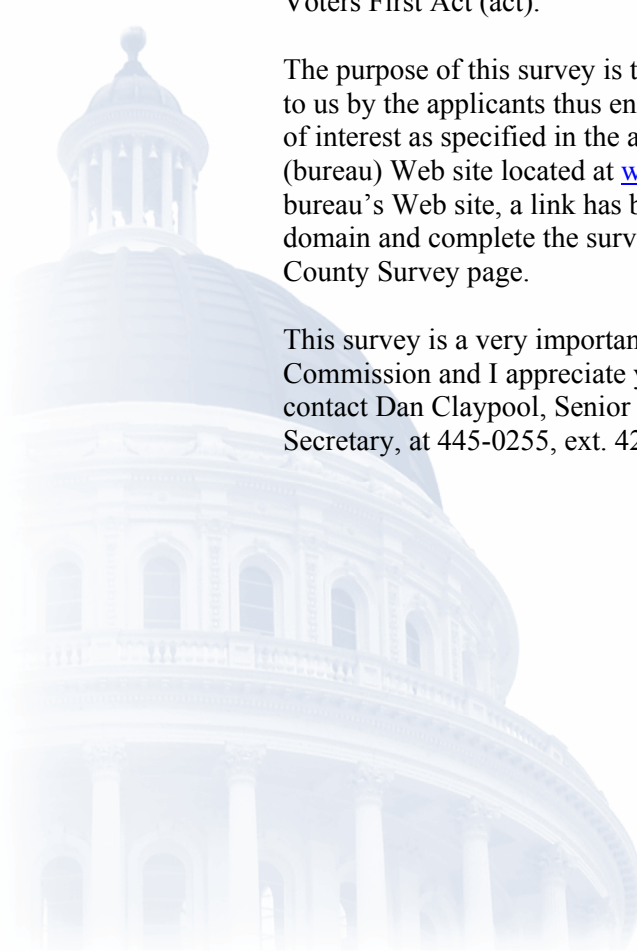 Voters First Act (act).
The purpose of this survey is t
to us by the applicants thus en
of interest as specified in the a
(bureau) Web site located at w
bureau's Web site, a link has b
domain and complete the surv
County Survey page.
This survey is a very importan
Commission and I appreciate y
contact Dan Claypool, Senior
Secretary, at 445-0255, ext. 42